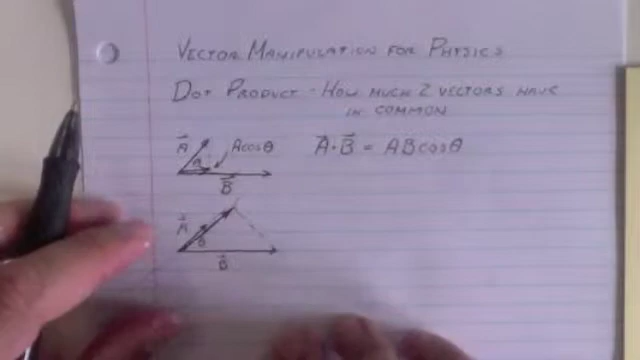 VECTOR MANIPULATION FOR PHYSICS
DOT PRODUCT - HOW MUCH 2 VECTORS HAVE
IN COMMON
A⃗ Acosθ A⃗·B⃗ = ABcosθ
θ
B⃗
A⃗
θ
B⃗